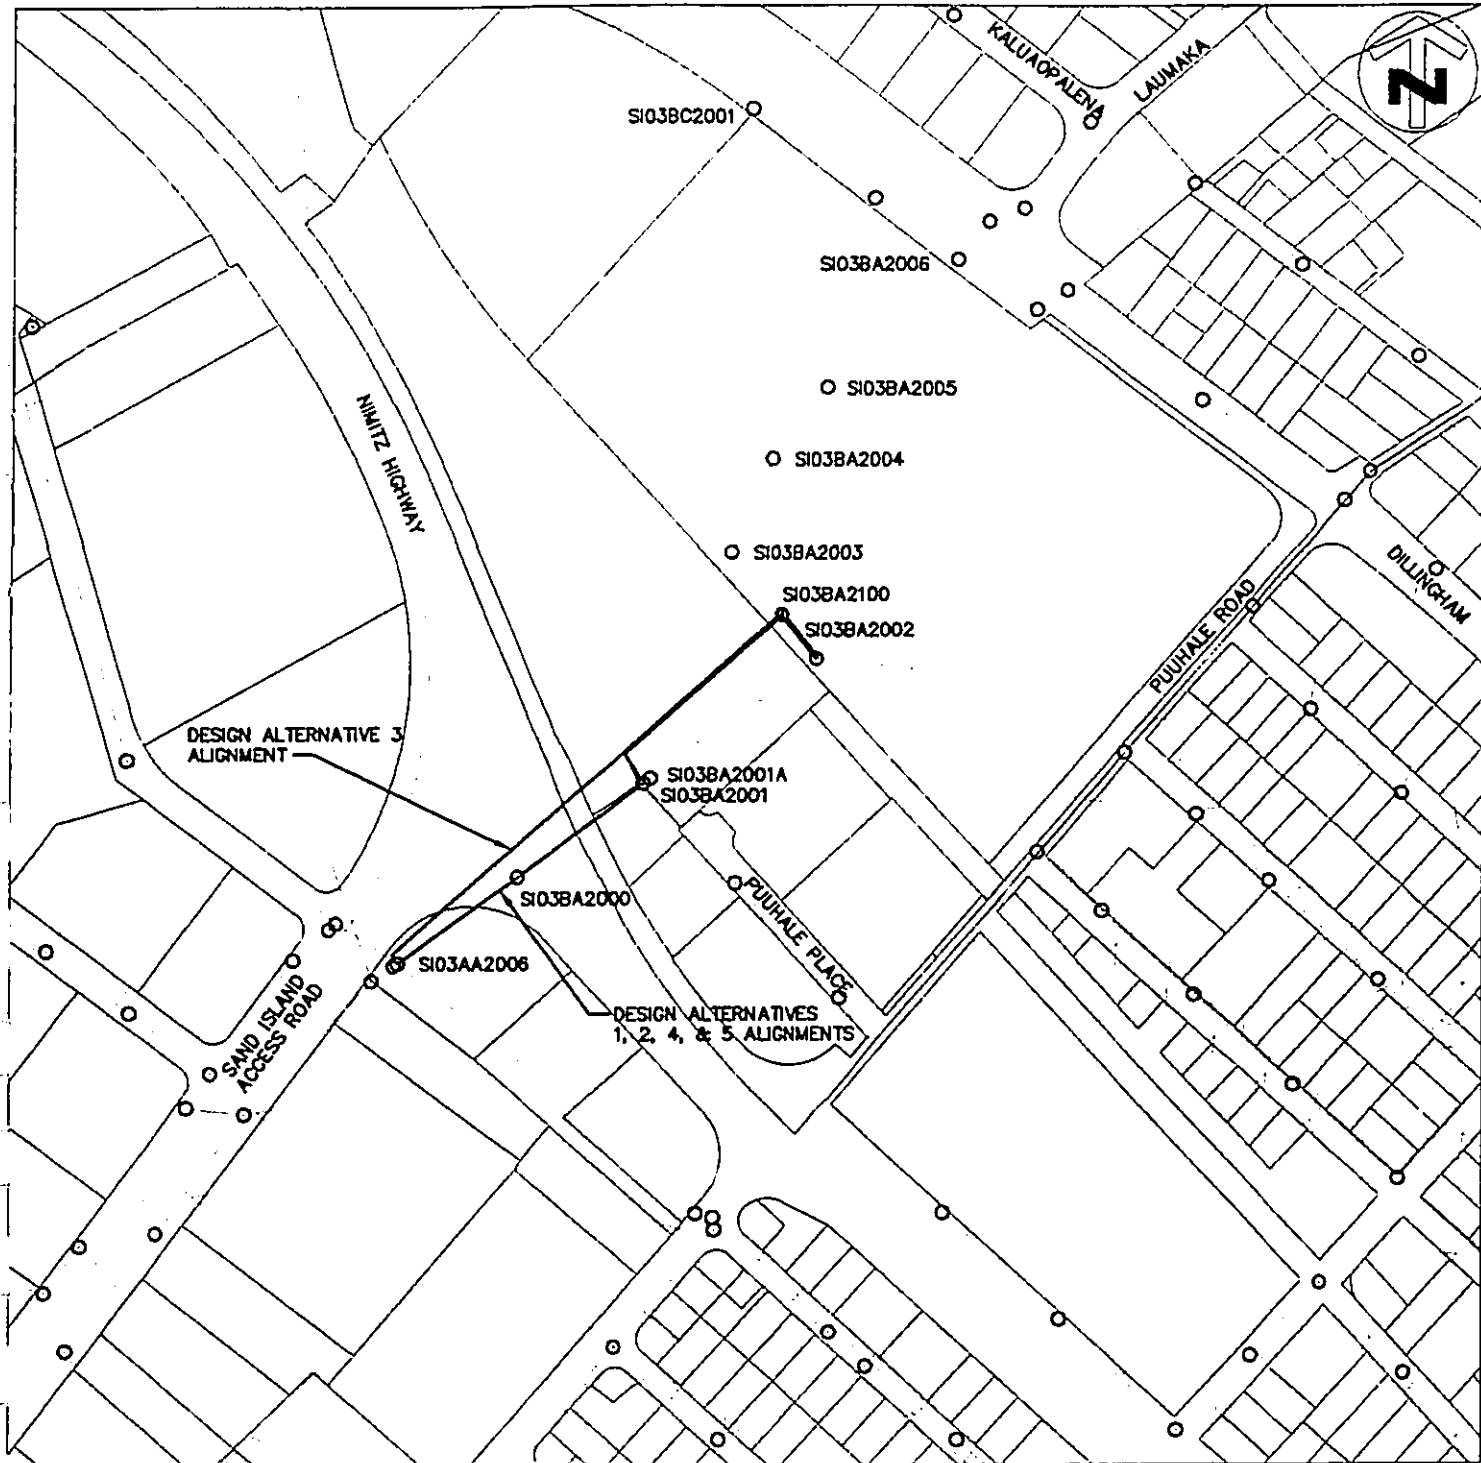 KALUAOPALENA
LAUMAKA
N
SI03BC2001
SI03BA2006
SI03BA2005
SI03BA2004
NIMITZ HIGHWAY
SI03BA2003
DILLINGHAM
SI03BA2100
SI03BA2002
PUUHALE ROAD
DESIGN ALTERNATIVE 3
ALIGNMENT
SI03BA2001A
SI03BA2001
SI03BA2000
PUUHALE PLACE
SI03AA2006
SAND ISLAND
ACCESS ROAD
DESIGN ALTERNATIVES
1, 2, 4, & 5 ALIGNMENTS